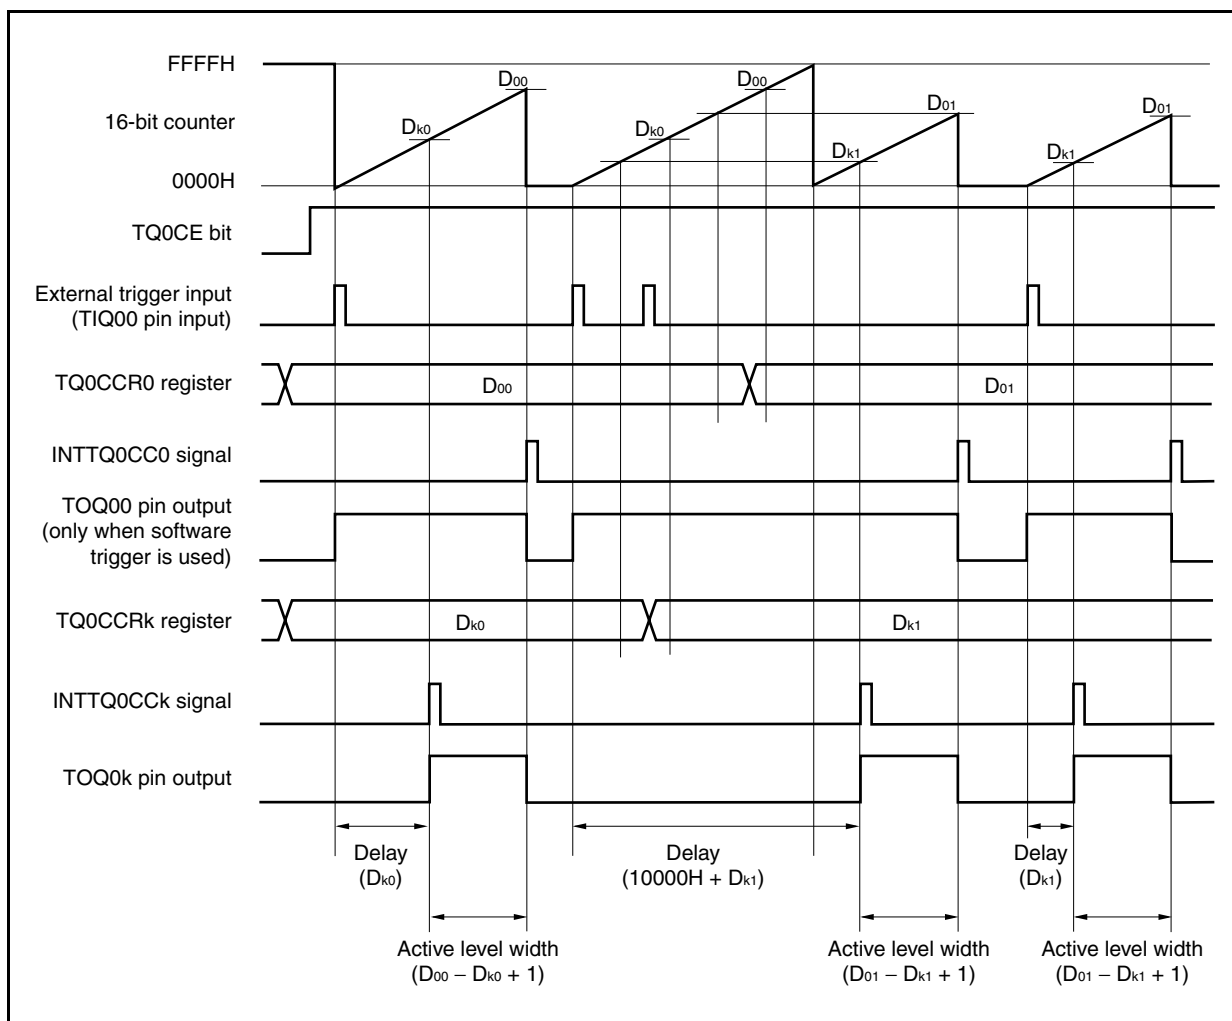 FFFFH
D00
D00
16-bit counter
Dk0
Dk0
D01
D01
Dk1
Dk1
0000H
TQ0CE bit
External trigger input
(TIQ00 pin input)
TQ0CCR0 register
D00
D01
INTTQ0CC0 signal
TOQ00 pin output
(only when software
trigger is used)
TQ0CCRk register
Dk0
Dk1
INTTQ0CCk signal
TOQ0k pin output
Delay
(Dk0)
Delay
(10000H + Dk1)
Delay
(Dk1)
Active level width
(D00 − Dk0 + 1)
Active level width
(D01 − Dk1 + 1)
Active level width
(D01 − Dk1 + 1)